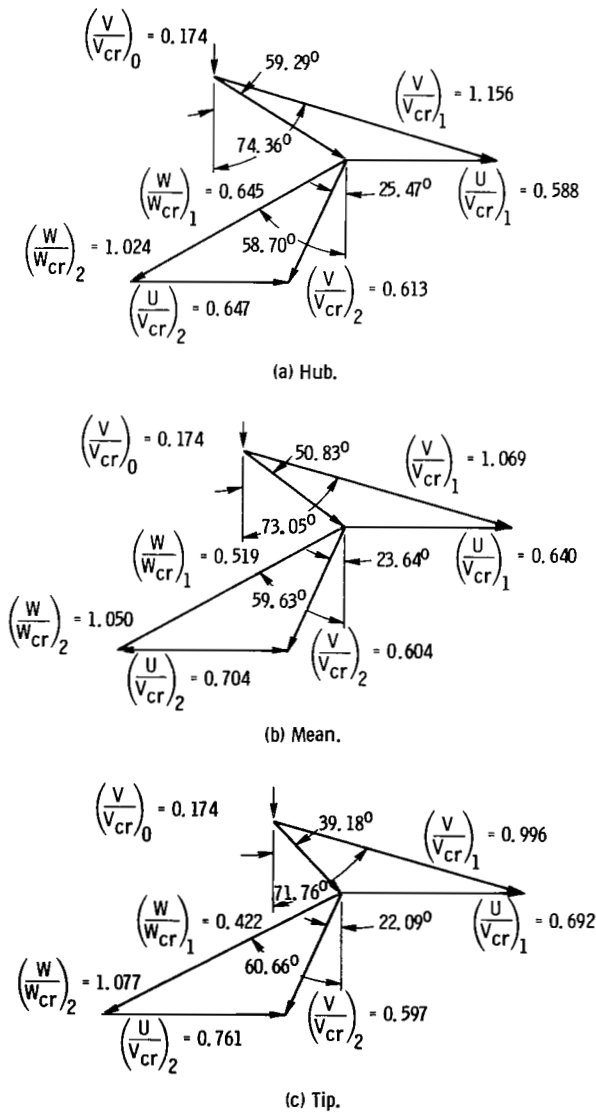 (V/Vcr)0 = 0.174
59.29°
(V/Vcr)1 = 1.156
74.36°
(W/Wcr)1 = 0.645
25.47°
(U/Vcr)1 = 0.588
(W/Wcr)2 = 1.024
58.70°
(U/Vcr)2 = 0.647
(V/Vcr)2 = 0.613
(a) Hub.
(V/Vcr)0 = 0.174
50.83°
(V/Vcr)1 = 1.069
73.05°
(W/Wcr)1 = 0.519
23.64°
(U/Vcr)1 = 0.640
(W/Wcr)2 = 1.050
59.63°
(U/Vcr)2 = 0.704
(V/Vcr)2 = 0.604
(b) Mean.
(V/Vcr)0 = 0.174
39.18°
(V/Vcr)1 = 0.996
71.76°
(W/Wcr)1 = 0.422
22.09°
(U/Vcr)1 = 0.692
(W/Wcr)2 = 1.077
60.66°
(U/Vcr)2 = 0.761
(V/Vcr)2 = 0.597
(c) Tip.